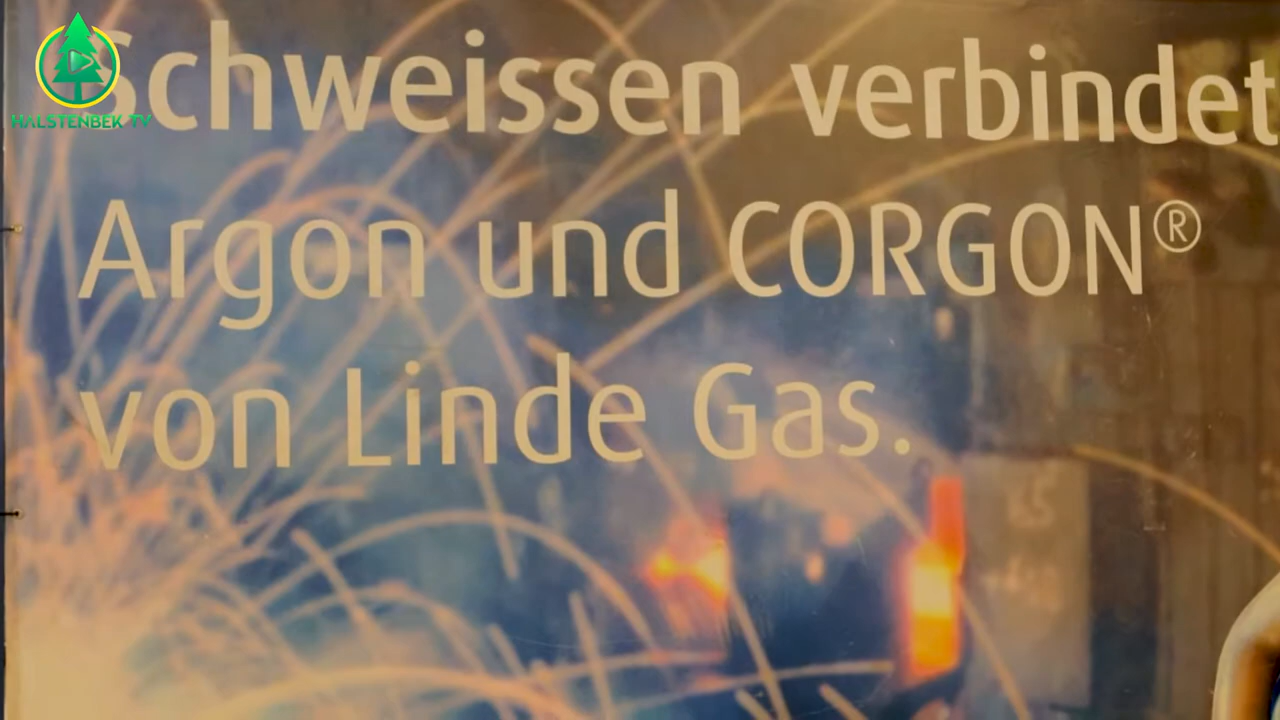 HALSTENBEK TV
Schweissen verbindet
Argon und CORGON®
von Linde Gas.